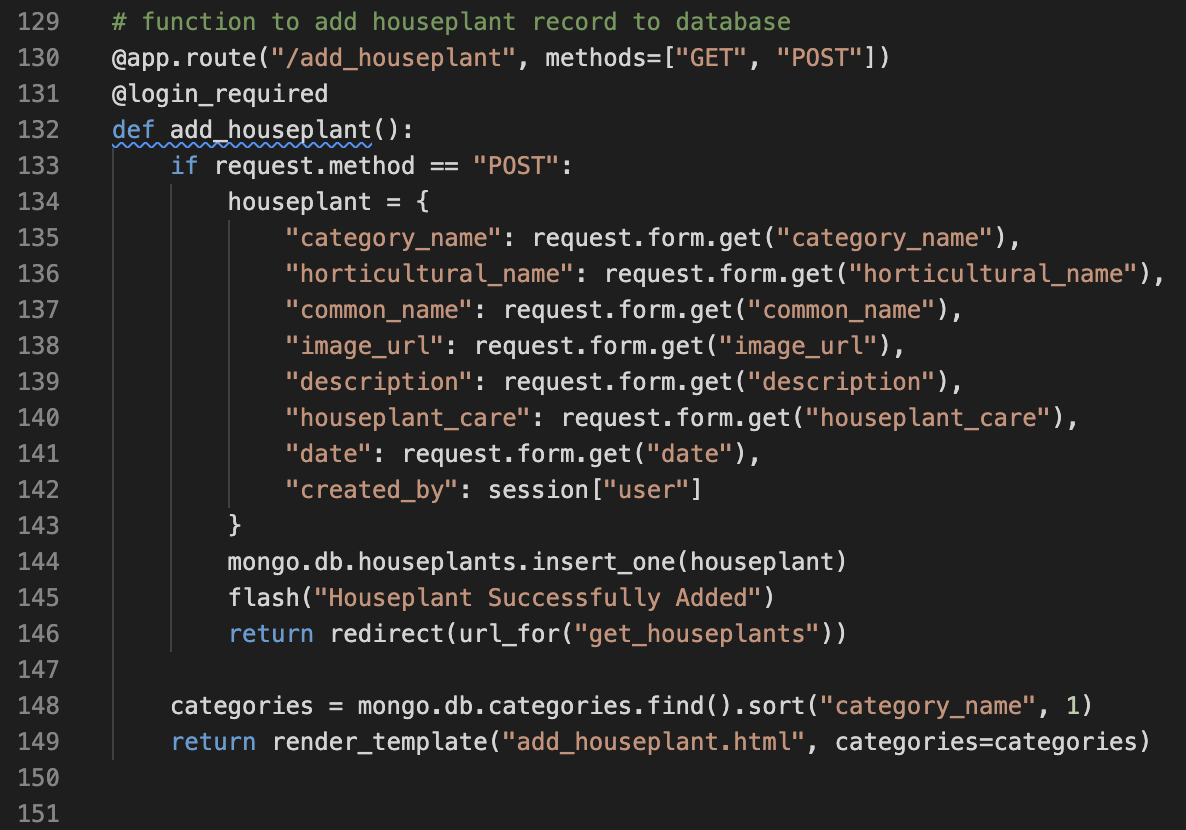 129 # function to add houseplant record to database
130 @app.route("/add_houseplant", methods=["GET", "POST"])
131 @login_required
132 def add_houseplant():
133     if request.method == "POST":
134         houseplant = {
135             "category_name": request.form.get("category_name"),
136             "horticultural_name": request.form.get("horticultural_name"),
137             "common_name": request.form.get("common_name"),
138             "image_url": request.form.get("image_url"),
139             "description": request.form.get("description"),
140             "houseplant_care": request.form.get("houseplant_care"),
141             "date": request.form.get("date"),
142             "created_by": session["user"]
143         }
144         mongo.db.houseplants.insert_one(houseplant)
145         flash("Houseplant Successfully Added")
146         return redirect(url_for("get_houseplants"))
147
148     categories = mongo.db.categories.find().sort("category_name", 1)
149     return render_template("add_houseplant.html", categories=categories)
150
151